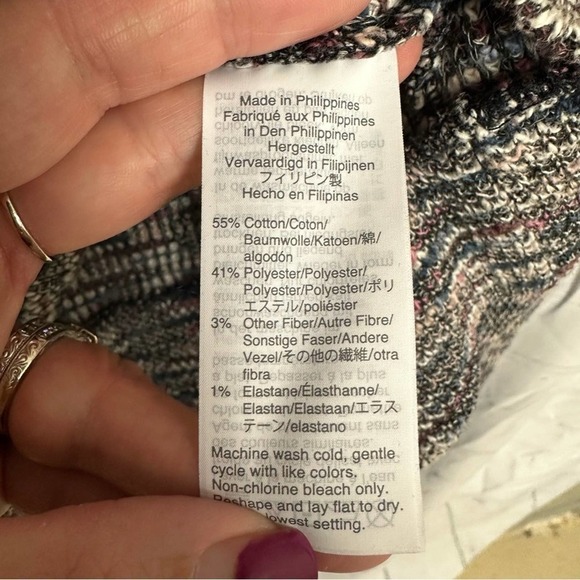 Made in Philippines
Fabriqué aux Philippines
in Den Philippinen
Hergestellt
Vervaardigd in Filipijnen
フィリピン製
Hecho en Filipinas
55% Cotton/Coton/
Baumwolle/Katoen/綿/
algodón
41% Polyester/Polyester/
Polyester/Polyester/ポリ
エステル/poliéster
3% Other Fiber/Autre Fibre/
Sonstige Faser/Andere
Vezel/その他の繊維/otra
fibra
1% Elastane/Élasthanne/
Elastan/Elastaan/エラス
テーン/elastano
Machine wash cold, gentle
cycle with like colors.
Non-chlorine bleach only.
Reshape and lay flat to dry.
lowest setting.